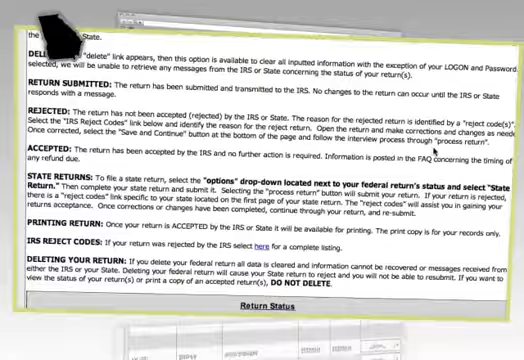 the State.
DEL "delete" link appears, then this option is available to clear all inputted information with the exception of your LOGON and Password
selected, we will be unable to retrieve any messages from the IRS or State concerning the status of your return(s).
RETURN SUBMITTED: The return has been submitted and transmitted to the IRS. No changes to the return can occur until the IRS or State
responds with a message.
REJECTED: The return has not been accepted (rejected) by the IRS or State. The reason for the rejected return is identified by a "reject code(s)".
Select the "IRS Reject Codes" link below and identify the reason for the reject return. Open the return and make corrections and changes as neede
Once corrected, select the "Save and Continue" button at the bottom of the page and follow the interview process through "process return".
ACCEPTED: The return has been accepted by the IRS and no further action is required. Information is posted in the FAQ concerning the timing of
any refund due.
STATE RETURNS: To file a state return, select the "options" drop-down located next to your federal return's status and select "State
Return." Then complete your state return and submit it. Selecting the "process return" button will submit your return. If your return is rejected,
there is a "reject codes" link specific to your state located on the first page of your state return. The "reject codes" will assist you in gaining your
returns acceptance. Once corrections or changes have been completed, continue through your return, and re-submit.
PRINTING RETURN: Once your return is ACCEPTED by the IRS or State it will be available for printing. The print copy is for your records only.
IRS REJECT CODES: If your return was rejected by the IRS select here for a complete listing.
DELETING YOUR RETURN: If you delete your federal return all data is cleared and information cannot be recovered or messages received from
either the IRS or your State. Deleting your federal return will cause your State return to reject and you will not be able to resubmit. If you want to
view the status of your return(s) or print a copy of an accepted return(s), DO NOT DELETE.
Return Status